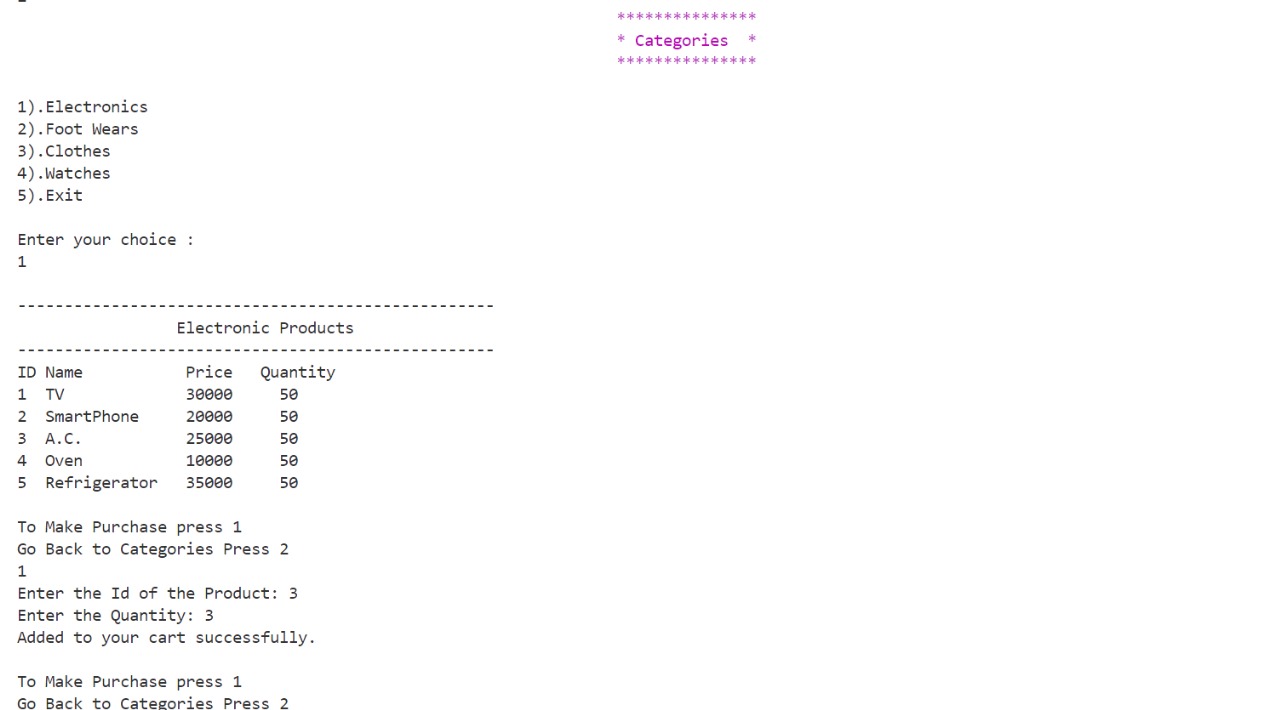 ***************
* Categories  *
***************
1).Electronics
2).Foot Wears
3).Clothes
4).Watches
5).Exit
Enter your choice :
1
---------------------------------------------------
Electronic Products
---------------------------------------------------
ID Name           Price   Quantity
1  TV             30000     50
2  SmartPhone     20000     50
3  A.C.           25000     50
4  Oven           10000     50
5  Refrigerator   35000     50
To Make Purchase press 1
Go Back to Categories Press 2
1
Enter the Id of the Product: 3
Enter the Quantity: 3
Added to your cart successfully.
To Make Purchase press 1
Go Back to Categories Press 2